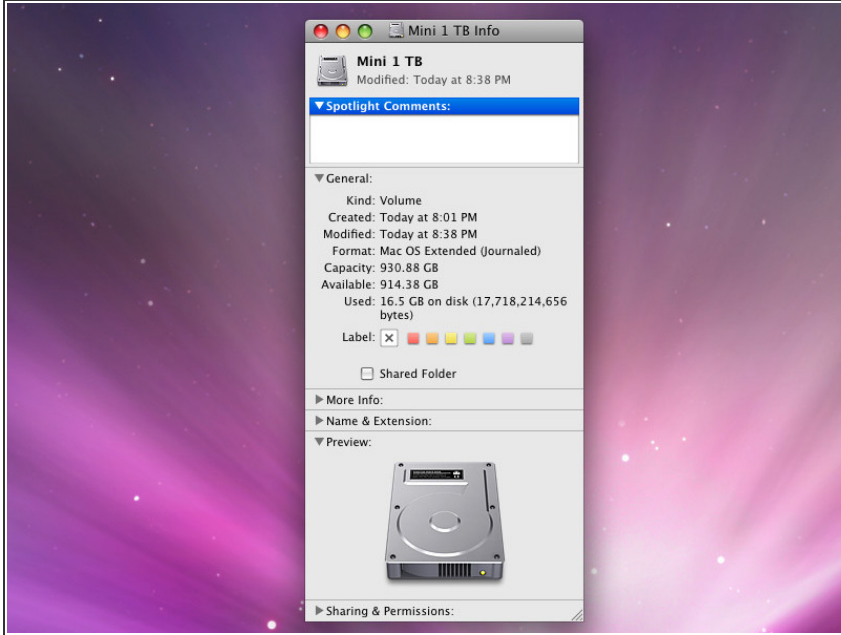 Mini 1 TB Info
Mini 1 TB
Modified: Today at 8:38 PM
Spotlight Comments:
General:
Kind: Volume
Created: Today at 8:01 PM
Modified: Today at 8:38 PM
Format: Mac OS Extended (Journaled)
Capacity: 930.88 GB
Available: 914.38 GB
Used: 16.5 GB on disk (17,718,214,656
bytes)
Label:
Shared Folder
More Info:
Name & Extension:
Preview:
Sharing & Permissions: